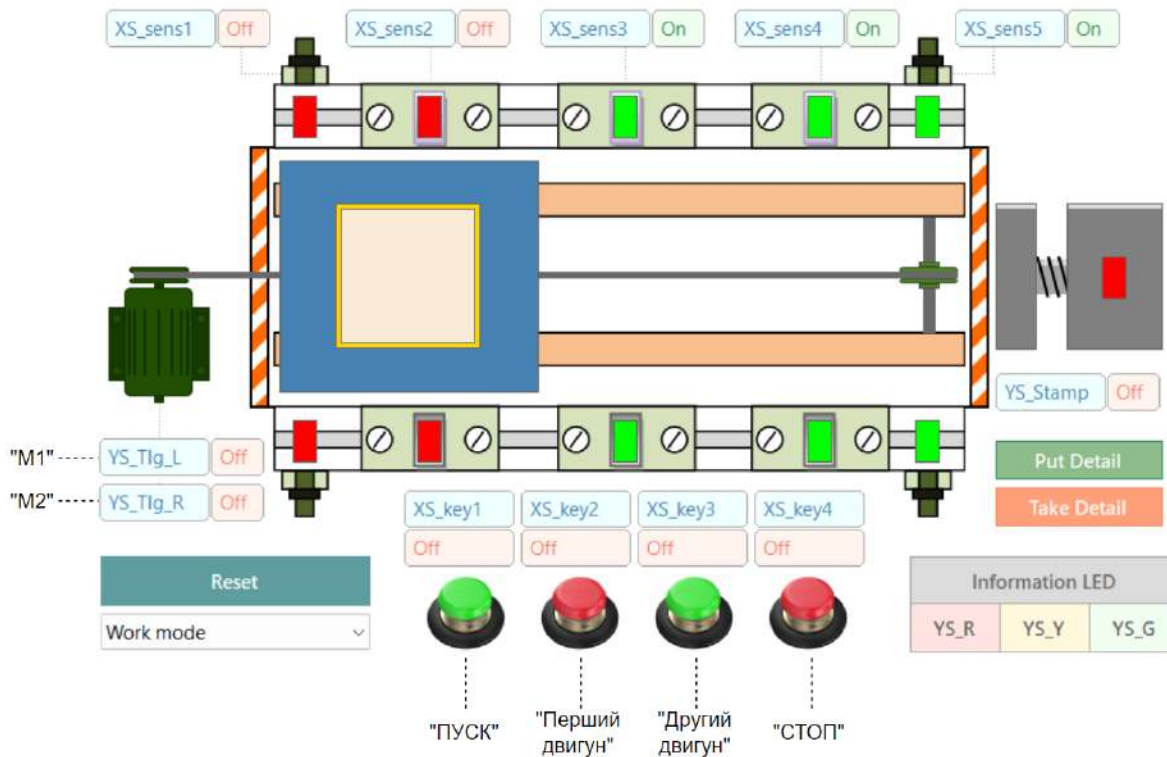 XS_sens1 Off XS_sens2 Off XS_sens3 On XS_sens4 On XS_sens5 On
YS_Stamp Off
"M1" YS_Tlg_L Off
"M2" YS_Tlg_R Off
Put Detail
Take Detail
XS_key1 XS_key2 XS_key3 XS_key4
Off Off Off Off
Reset
Work mode
Information LED
YS_R YS_Y YS_G
"ПУСК"
"Перший
двигун"
"Другий
двигун"
"СТОП"